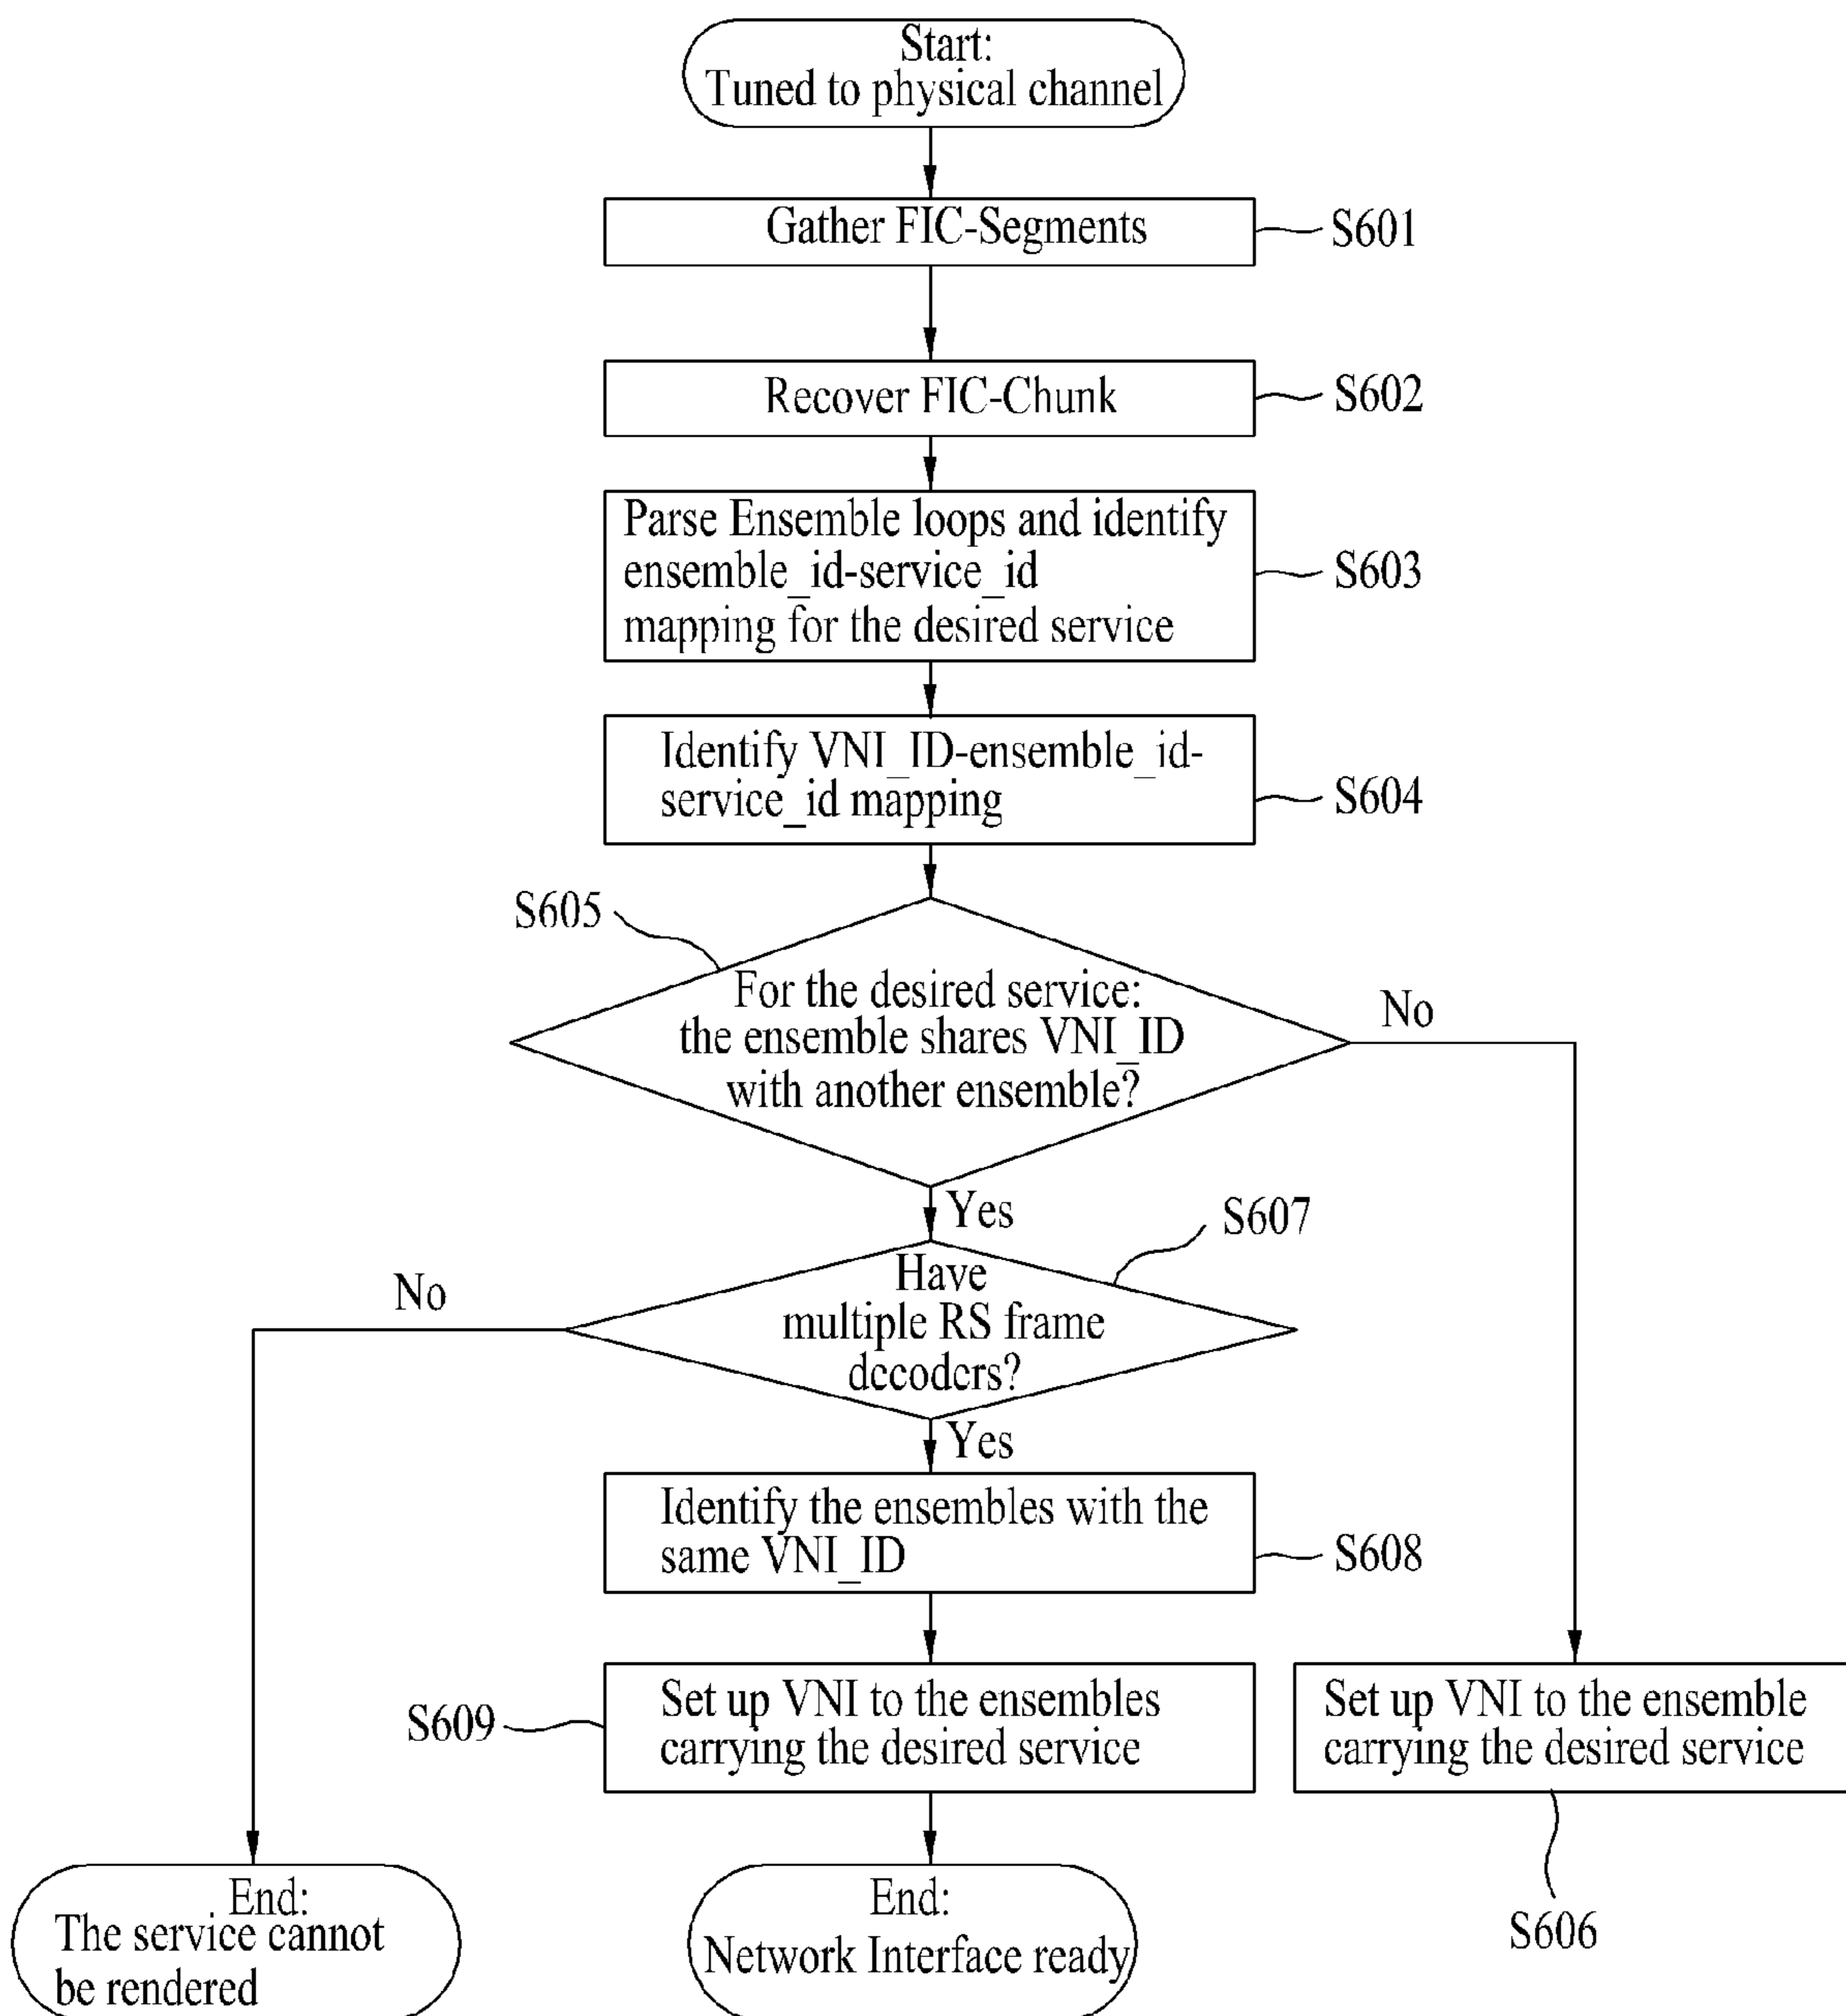 Start:
Tuned to physical channel
Gather FIC-Segments
S601
Recover FIC-Chunk
S602
Parse Ensemble loops and identify
ensemble_id-service_id
mapping for the desired service
S603
Identify VNI_ID-ensemble_id-
service_id mapping
S604
S605
For the desired service:
the ensemble shares VNI_ID
with another ensemble?
No
Yes
S607
Have
multiple RS frame
decoders?
No
Yes
Identify the ensembles with the
same VNI_ID
S608
S609
Set up VNI to the ensembles
carrying the desired service
Set up VNI to the ensemble
carrying the desired service
S606
End:
The service cannot
be rendered
End:
Network Interface ready